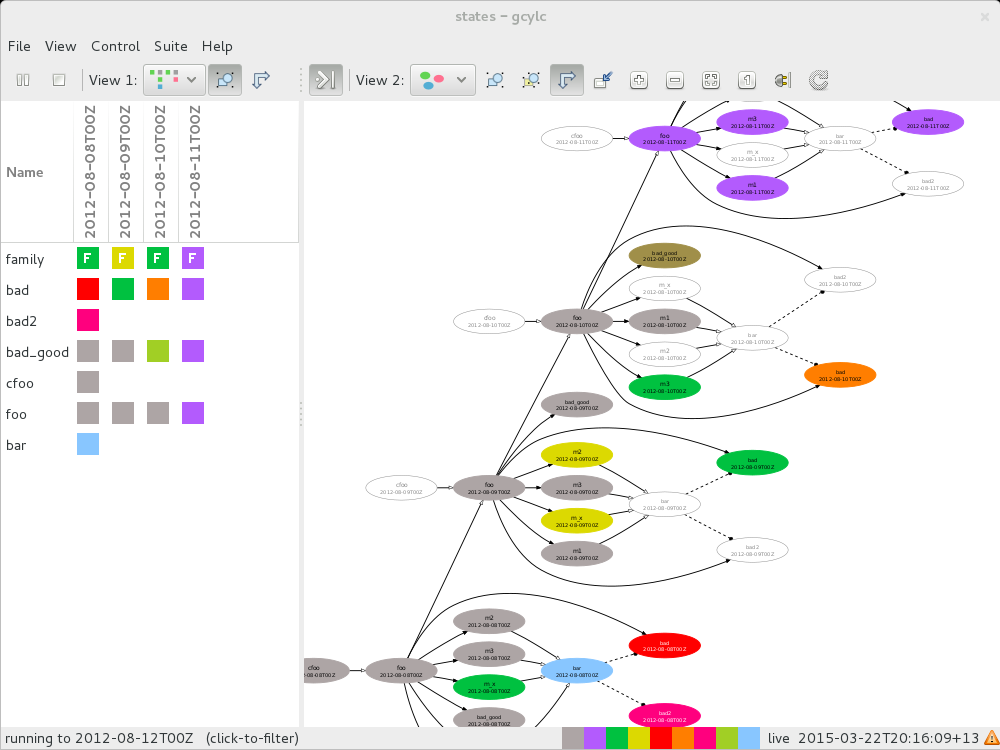 states – gcylc
File View Control Suite Help
View 1: View 2:
Name 2012-08-08T00Z 2012-08-09T00Z 2012-08-10T00Z 2012-08-11T00Z
family F F F F
bad
bad2
bad_good
cfoo
foo
bar
cfoo
2012-08-11T00Z
foo
2012-08-11T00Z
m3
2012-08-11T00Z
m_x
2012-08-11T00Z
m1
2012-08-11T00Z
bar
2012-08-11T00Z
bad
2012-08-11T00Z
bad2
2012-08-11T00Z
cfoo
2012-08-10T00Z
foo
2012-08-10T00Z
bad_good
2012-08-10T00Z
m_x
2012-08-10T00Z
m1
2012-08-10T00Z
m2
2012-08-10T00Z
m3
2012-08-10T00Z
bar
2012-08-10T00Z
bad2
2012-08-10T00Z
bad
2012-08-10T00Z
cfoo
2012-08-09T00Z
foo
2012-08-09T00Z
bad_good
2012-08-09T00Z
m2
2012-08-09T00Z
m3
2012-08-09T00Z
m_x
2012-08-09T00Z
m1
2012-08-09T00Z
bar
2012-08-09T00Z
bad
2012-08-09T00Z
bad2
2012-08-09T00Z
cfoo
-08-08T00Z
foo
2012-08-08T00Z
m2
2012-08-08T00Z
m3
2012-08-08T00Z
m_x
2012-08-08T00Z
bad_good
2012-08-08T00Z
bar
2012-08-08T00Z
bad
2012-08-08T00Z
bad2
2012-08-08T00Z
running to 2012-08-12T00Z (click-to-filter)
live 2015-03-22T20:16:09+13